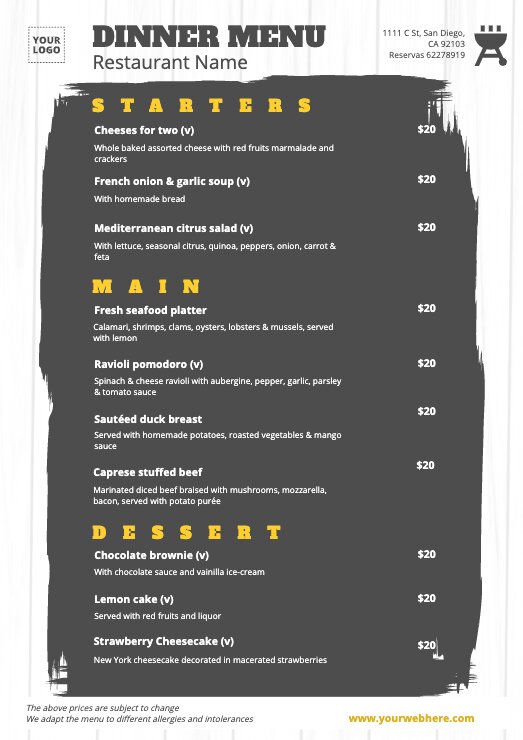 YOUR
LOGO
DINNER MENU
Restaurant Name
1111 C St, San Diego,
CA 92103
Reservas 62278919
STARTERS
Cheeses for two (v) $20
Whole baked assorted cheese with red fruits marmalade and
crackers
French onion & garlic soup (v) $20
With homemade bread
Mediterranean citrus salad (v) $20
With lettuce, seasonal citrus, quinoa, peppers, onion, carrot &
feta
MAIN
Fresh seafood platter $20
Calamari, shrimps, clams, oysters, lobsters & mussels, served
with lemon
Ravioli pomodoro (v) $20
Spinach & cheese ravioli with aubergine, pepper, garlic, parsley
& tomato sauce
Sautéed duck breast $20
Served with homemade potatoes, roasted vegetables & mango
sauce
Caprese stuffed beef $20
Marinated diced beef braised with mushrooms, mozzarella,
bacon, served with potato purée
DESSERT
Chocolate brownie (v) $20
With chocolate sauce and vainilla ice-cream
Lemon cake (v) $20
Served with red fruits and liquor
Strawberry Cheesecake (v) $20
New York cheesecake decorated in macerated strawberries
The above prices are subject to change
We adapt the menu to different allergies and intolerances
www.yourwebhere.com